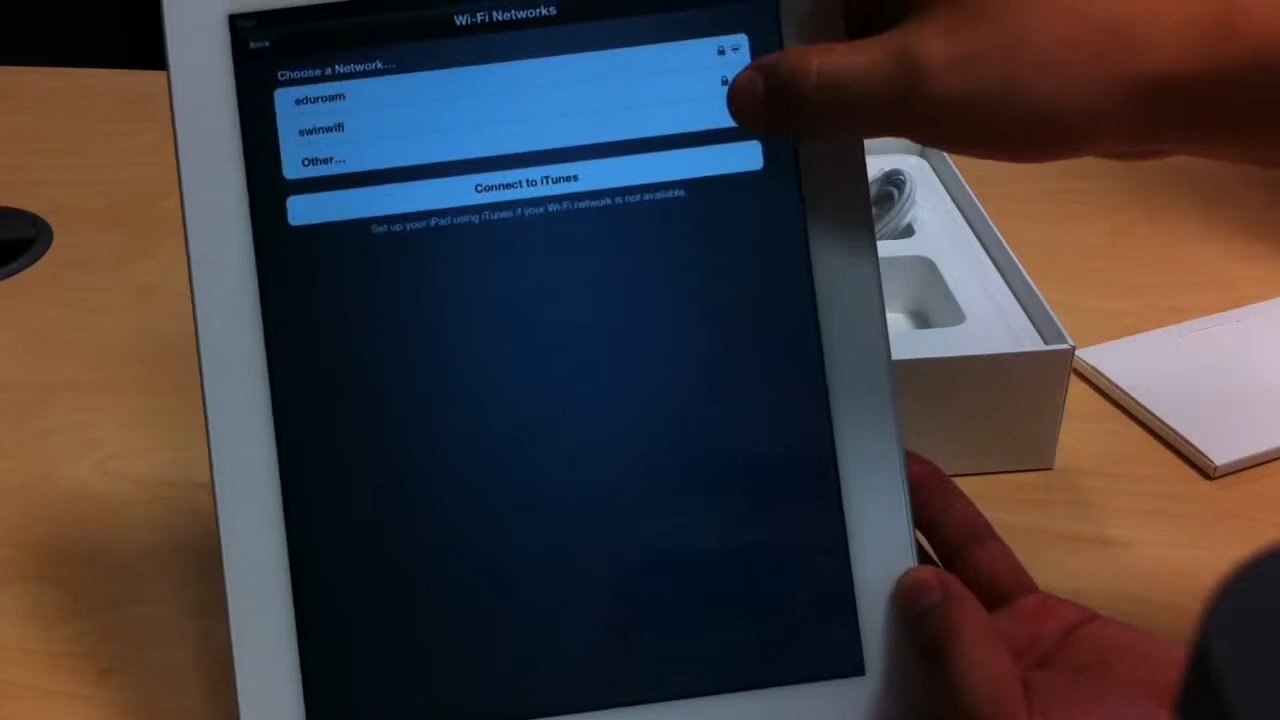 Wi-Fi Networks
Back
Choose a Network...
eduroam
swinwifi
Other...
Connect to iTunes
Set up your iPad using iTunes if your Wi-Fi network is not available.